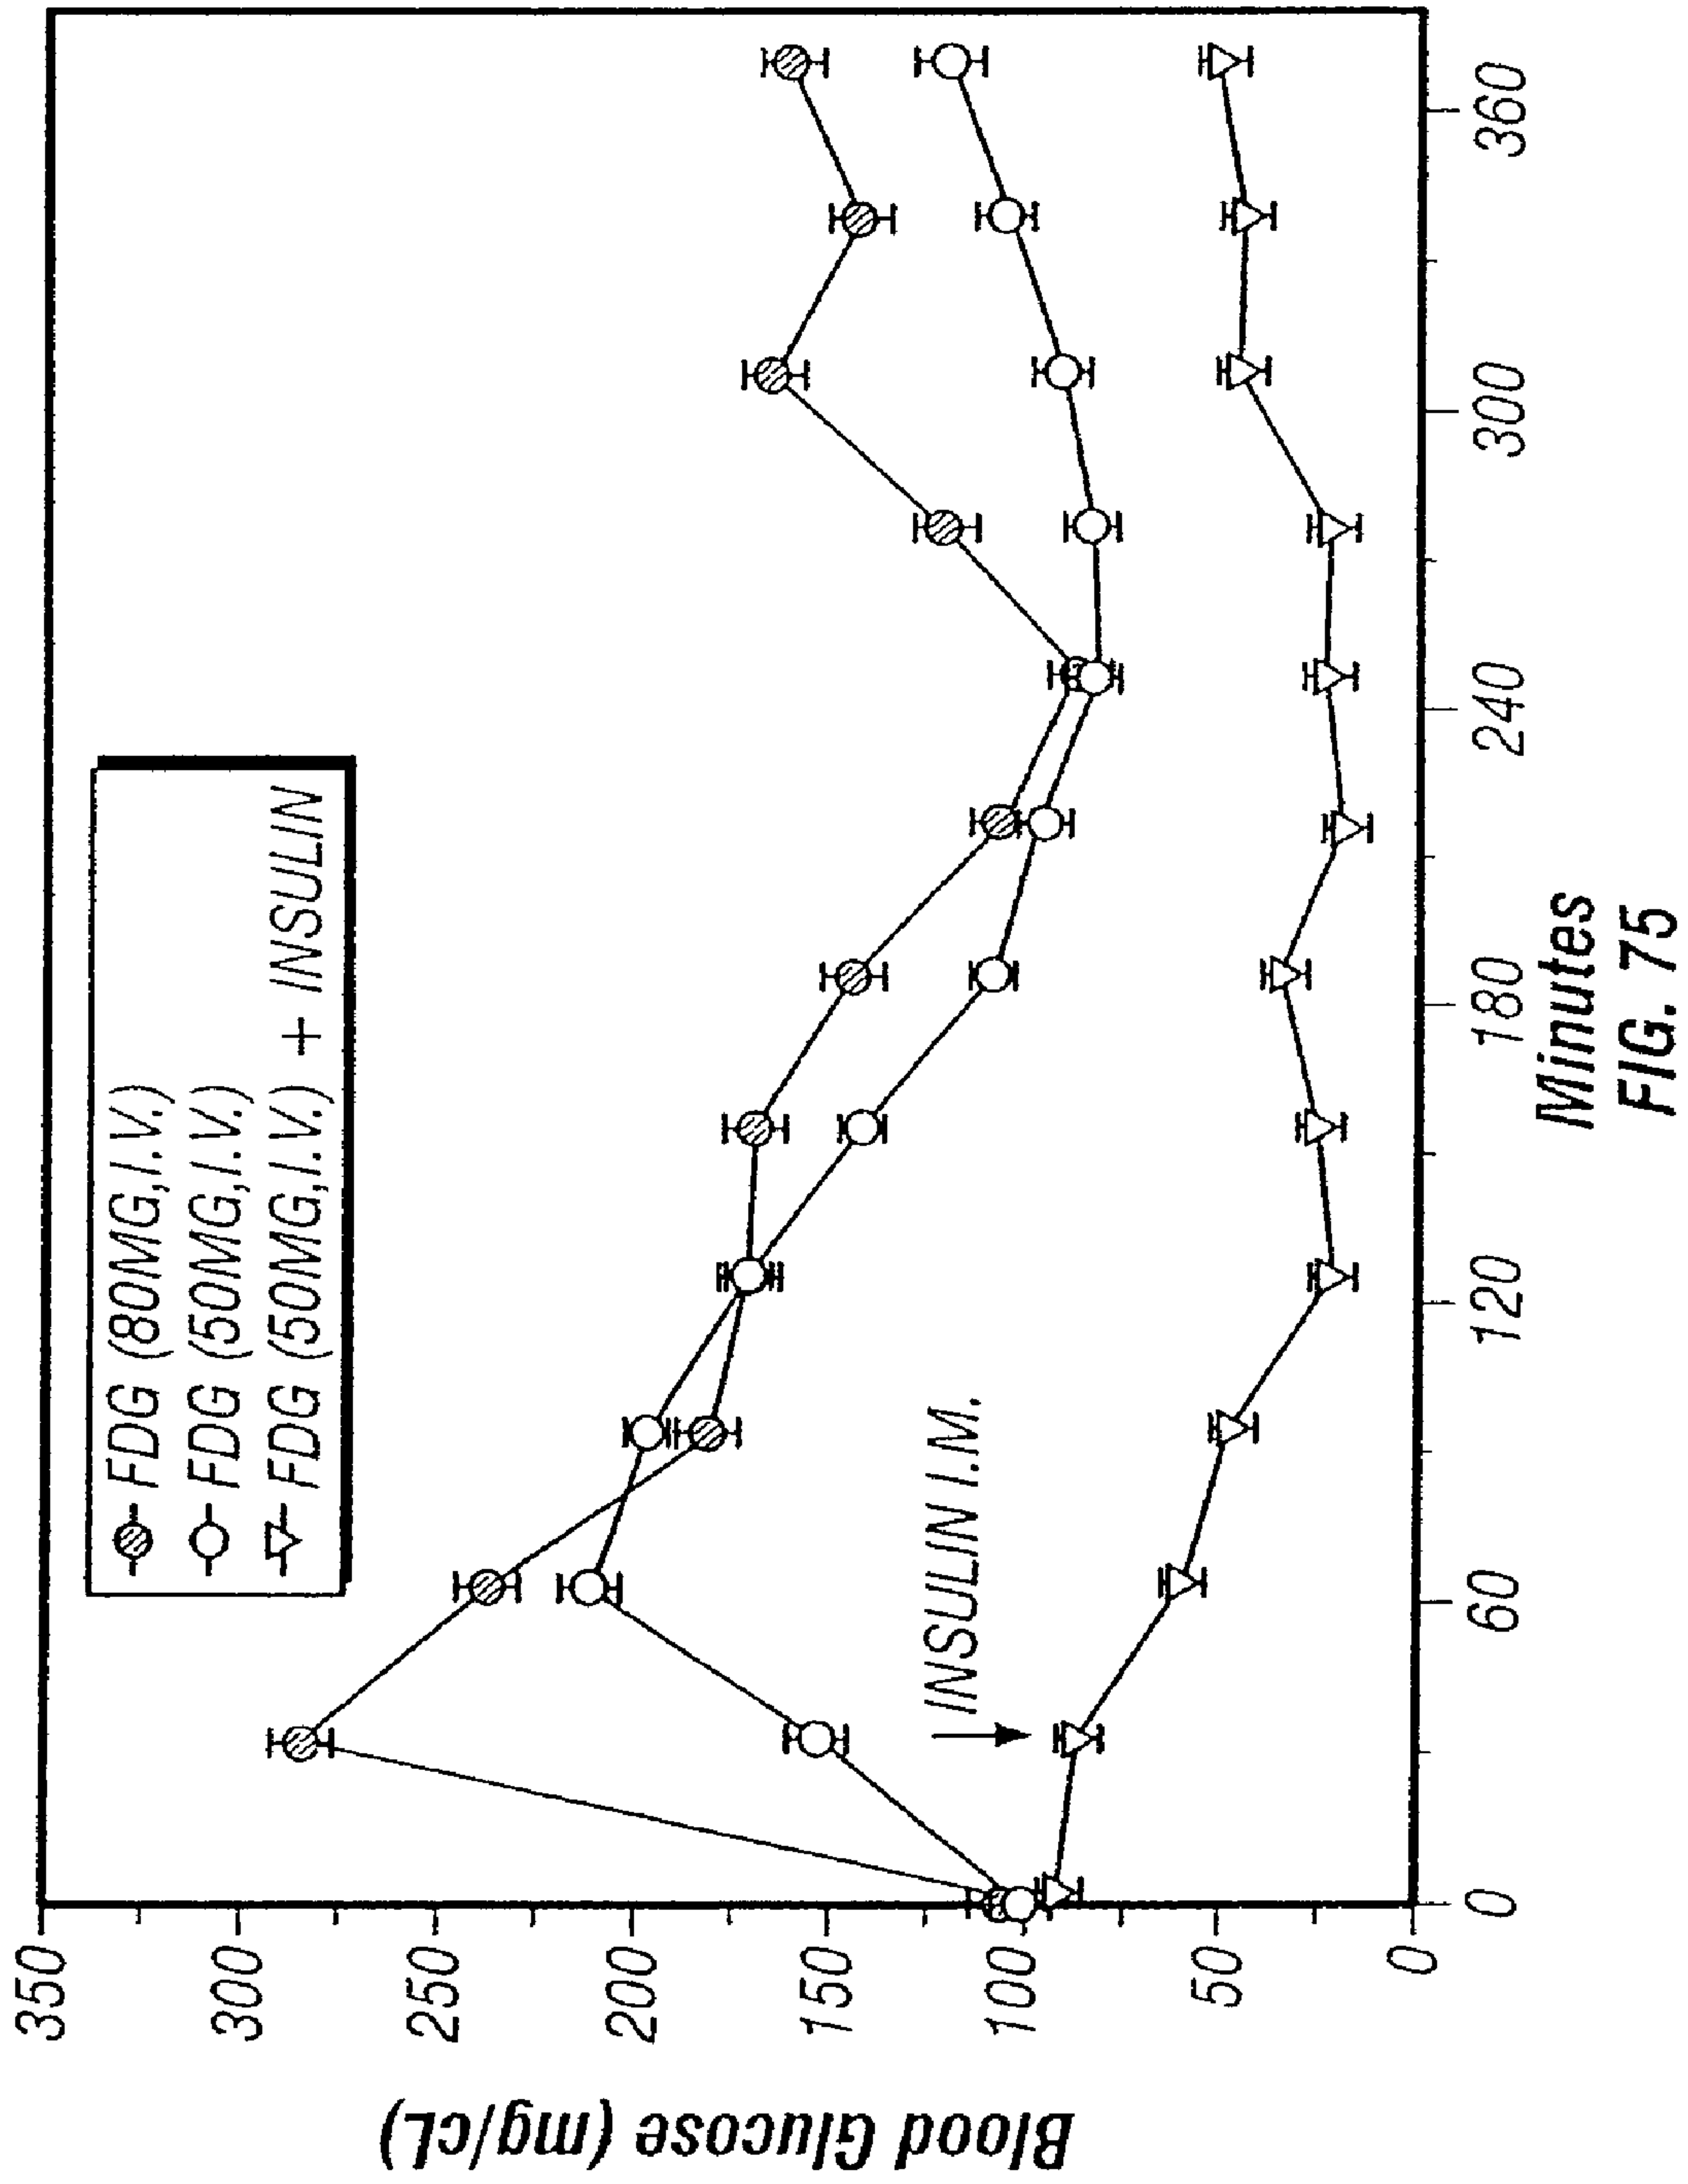 FDG (80MG,I.V.)
FDG (50MG,I.V.)
FDG (50MG,I.V.) + INSULIN
INSULIN I.M.
Blood Glucose (mg/cL)
350
300
250
200
150
100
50
0
0
60
120
180
240
300
360
Minutes
FIG. 75